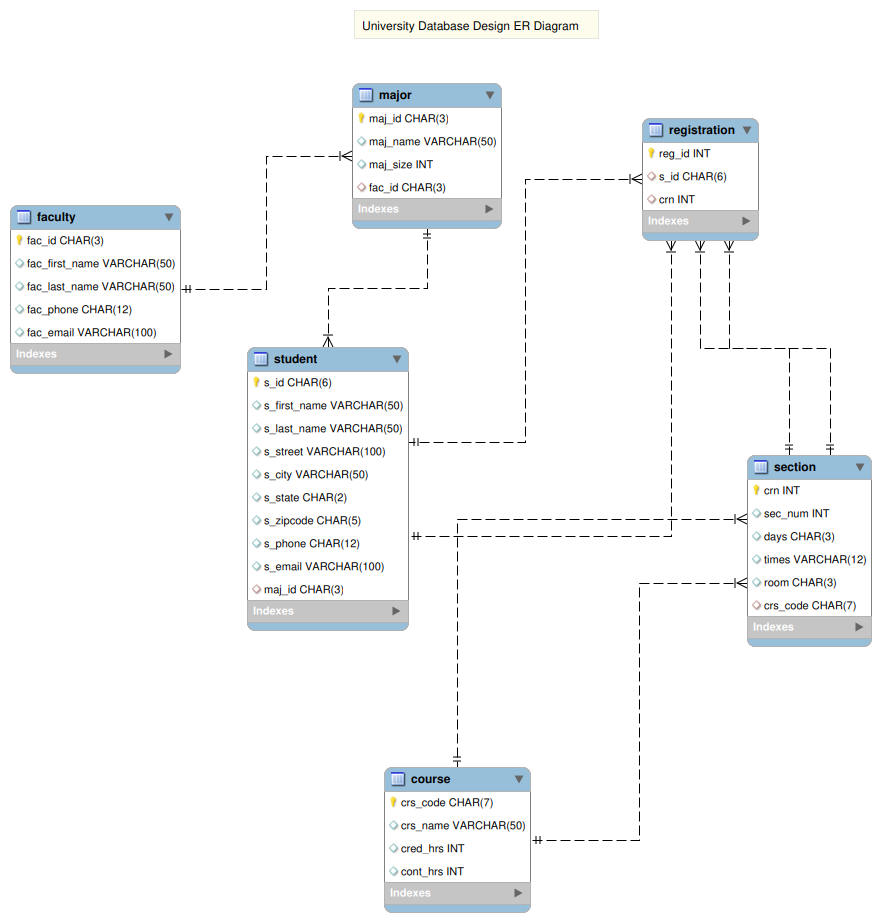 University Database Design ER Diagram
major
maj_id CHAR(3)
maj_name VARCHAR(50)
maj_size INT
fac_id CHAR(3)
Indexes
registration
reg_id INT
s_id CHAR(6)
crn INT
Indexes
faculty
fac_id CHAR(3)
fac_first_name VARCHAR(50)
fac_last_name VARCHAR(50)
fac_phone CHAR(12)
fac_email VARCHAR(100)
Indexes
student
s_id CHAR(6)
s_first_name VARCHAR(50)
s_last_name VARCHAR(50)
s_street VARCHAR(100)
s_city VARCHAR(50)
s_state CHAR(2)
s_zipcode CHAR(5)
s_phone CHAR(12)
s_email VARCHAR(100)
maj_id CHAR(3)
Indexes
section
crn INT
sec_num INT
days CHAR(3)
times VARCHAR(12)
room CHAR(3)
crs_code CHAR(7)
Indexes
course
crs_code CHAR(7)
crs_name VARCHAR(50)
cred_hrs INT
cont_hrs INT
Indexes